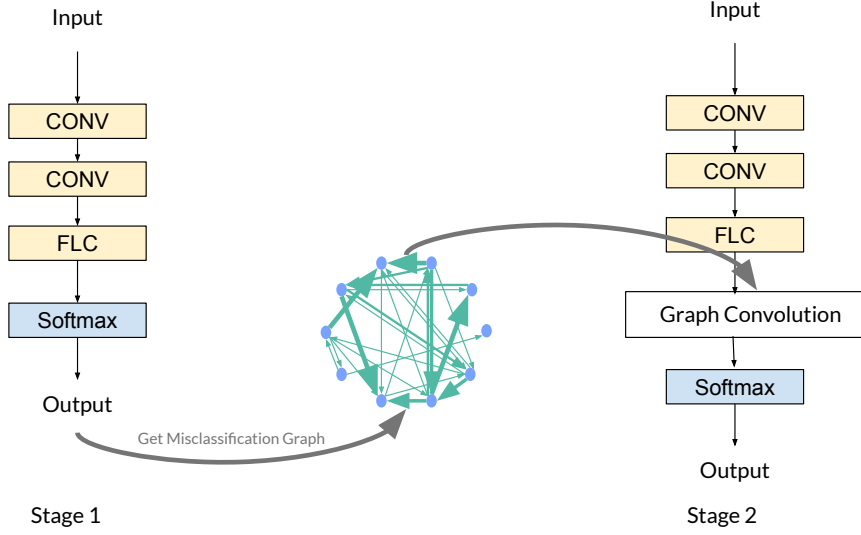 Input
CONV
CONV
FLC
Softmax
Output
Stage 1
Get Misclassification Graph
Input
CONV
CONV
FLC
Graph Convolution
Softmax
Output
Stage 2